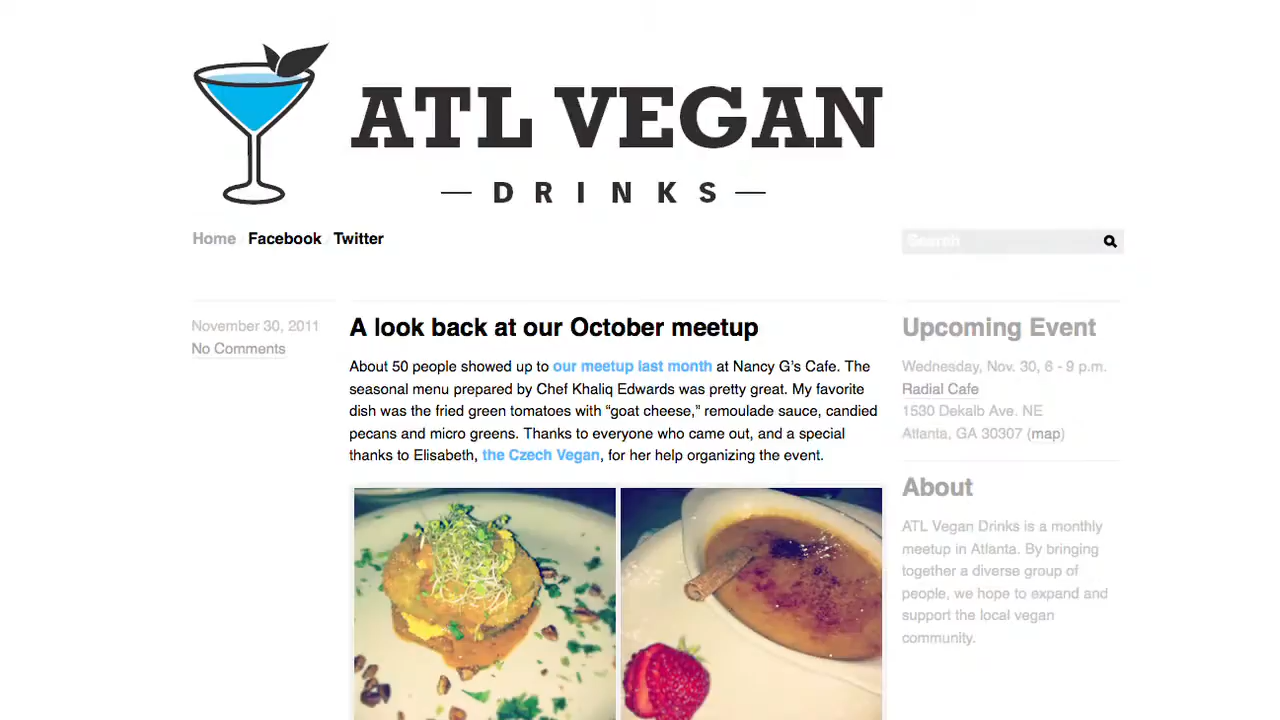 ATL VEGAN
DRINKS
Home Facebook Twitter
Search
November 30, 2011
No Comments
A look back at our October meetup
About 50 people showed up to our meetup last month at Nancy G’s Cafe. The
seasonal menu prepared by Chef Khaliq Edwards was pretty great. My favorite
dish was the fried green tomatoes with “goat cheese,” remoulade sauce, candied
pecans and micro greens. Thanks to everyone who came out, and a special
thanks to Elisabeth, the Czech Vegan, for her help organizing the event.
Upcoming Event
Wednesday, Nov. 30, 6 - 9 p.m.
Radial Cafe
1530 Dekalb Ave. NE
Atlanta, GA 30307 (map)
About
ATL Vegan Drinks is a monthly
meetup in Atlanta. By bringing
together a diverse group of
people, we hope to expand and
support the local vegan
community.